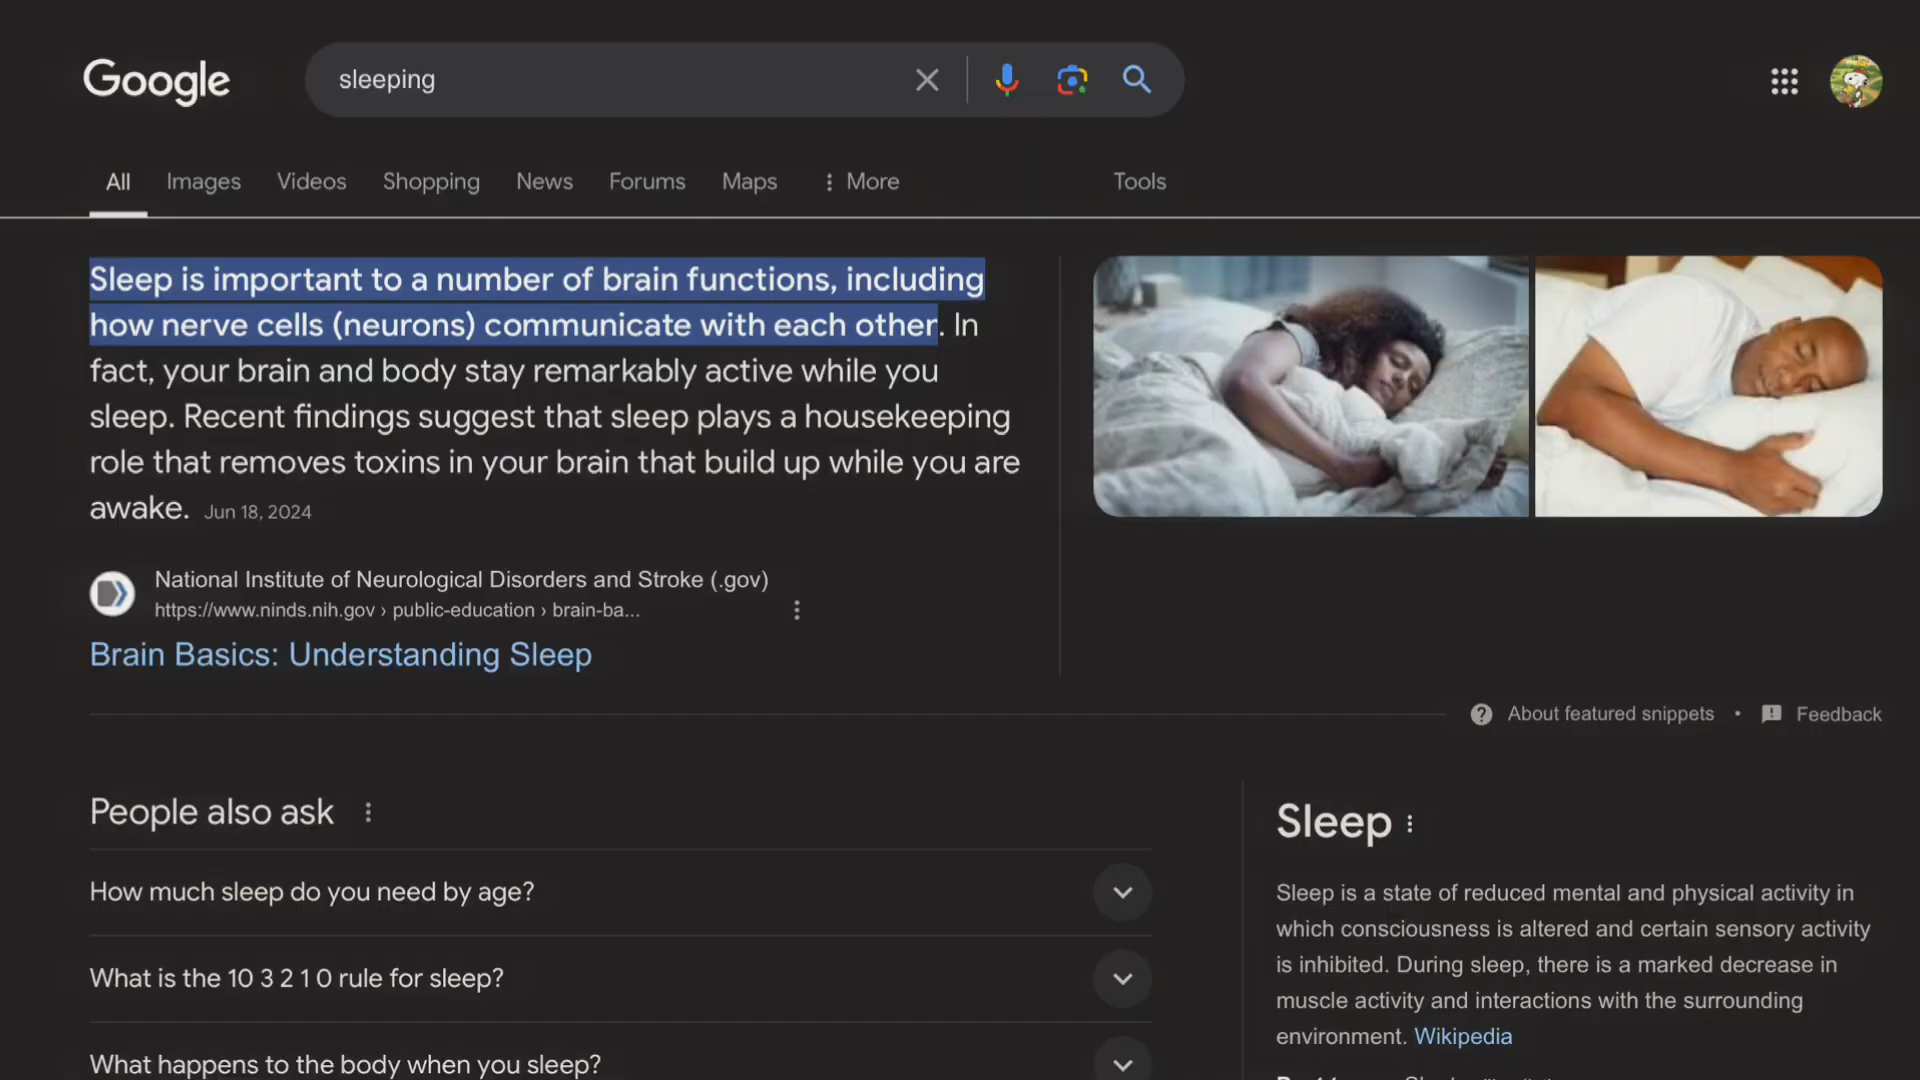 Google
sleeping
All
Images
Videos
Shopping
News
Forums
Maps
More
Tools
Sleep is important to a number of brain functions, including
how nerve cells (neurons) communicate with each other. In
fact, your brain and body stay remarkably active while you
sleep. Recent findings suggest that sleep plays a housekeeping
role that removes toxins in your brain that build up while you are
awake. Jun 18, 2024
National Institute of Neurological Disorders and Stroke (.gov)
https://www.ninds.nih.gov › public-education › brain-ba...
Brain Basics: Understanding Sleep
About featured snippets • Feedback
People also ask
How much sleep do you need by age?
What is the 10 3 2 1 0 rule for sleep?
What happens to the body when you sleep?
Sleep
Sleep is a state of reduced mental and physical activity in
which consciousness is altered and certain sensory activity
is inhibited. During sleep, there is a marked decrease in
muscle activity and interactions with the surrounding
environment. Wikipedia